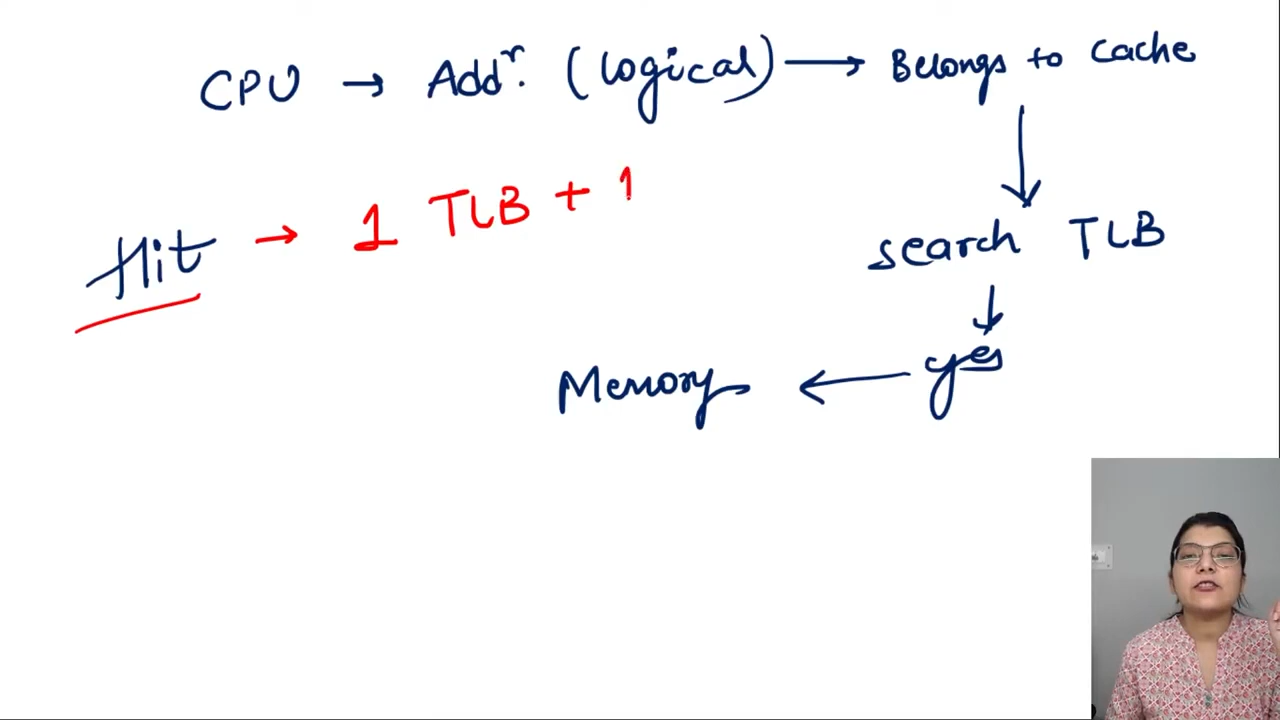 CPU → Addr. (logical) → Belongs to cache
Hit → 1 TLB + 1
search TLB
yes
Memory ←